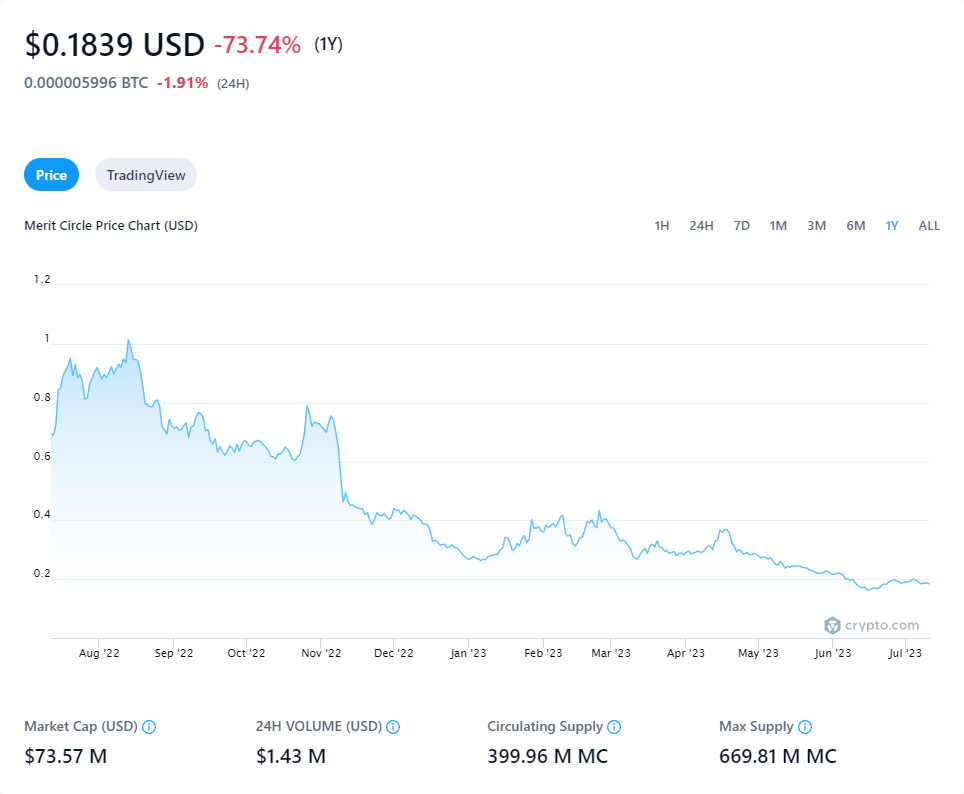 $0.1839 USD -73.74% (1Y)
0.000005996 BTC -1.91% (24H)
Price TradingView
Merit Circle Price Chart (USD) 1H 24H 7D 1M 3M 6M 1Y ALL
1.2
1
0.8
0.6
0.4
0.2
crypto.com
Aug '22 Sep '22 Oct '22 Nov '22 Dec '22 Jan '23 Feb '23 Mar '23 Apr '23 May '23 Jun '23 Jul '23
Market Cap (USD) 24H VOLUME (USD) Circulating Supply Max Supply
$73.57 M $1.43 M 399.96 M MC 669.81 M MC